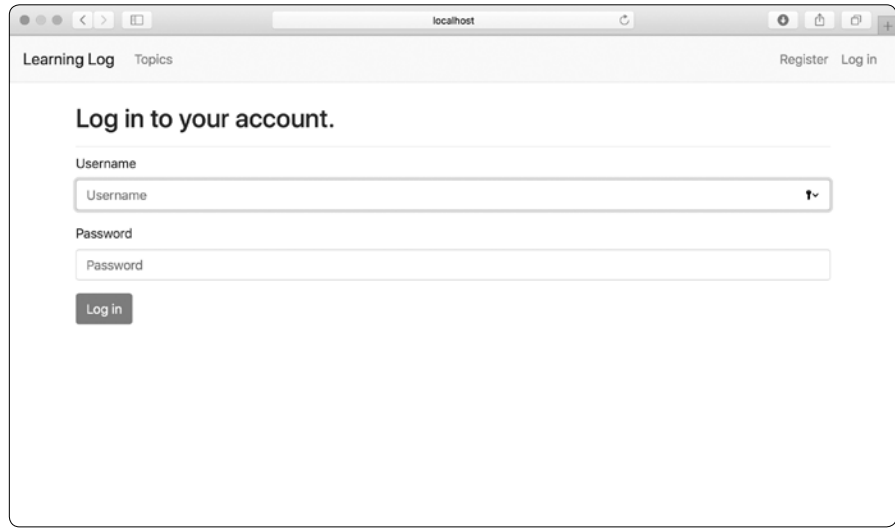 localhost
Learning Log Topics Register Log in
Log in to your account.
Username
Username
Password
Password
Log in